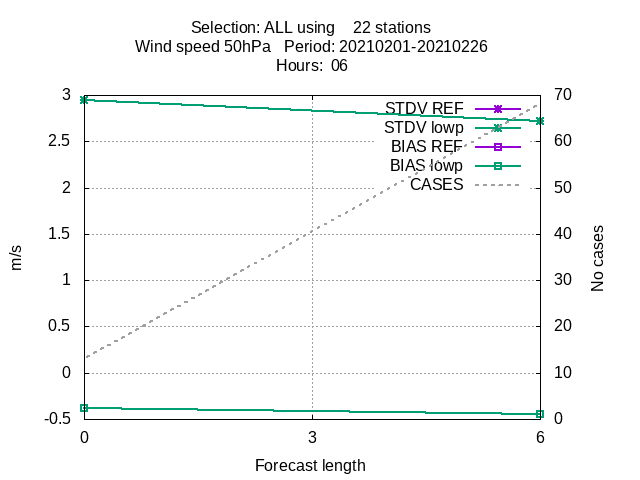 Selection: ALL using    22 stations
Wind speed 50hPa   Period: 20210201-20210226
Hours:  06
3
2.5
2
1.5
1
0.5
0
-0.5
m/s
70
60
50
40
30
20
10
0
No cases
STDV REF
STDV lowp
BIAS REF
BIAS lowp
CASES
0
3
6
Forecast length